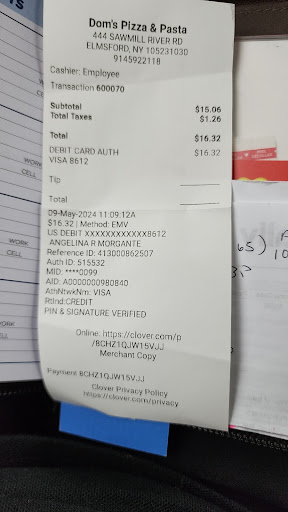 Dom's Pizza & Pasta
444 SAWMILL RIVER RD
ELMSFORD, NY 105231030
9145922118
Cashier: Employee
Transaction 600070
Subtotal $15.06
Total Taxes $1.26
Total $16.32
DEBIT CARD AUTH $16.32
VISA 8612
Tip
Total
09-May-2024 11:09:12A
$16.32 | Method: EMV
US DEBIT XXXXXXXXXXXX8612
ANGELINA R MORGANTE
Reference ID: 413000862507
Auth ID: 515532
MID: ****0099
AID: A0000000980840
AthNtwkNm: VISA
RtInd:CREDIT
PIN & SIGNATURE VERIFIED
Online: https://clover.com/p
/8CHZ1QJW15VJJ
Merchant Copy
Payment 8CHZ1QJW15VJJ
Clover Privacy Policy
https://clover.com/privacy
WORK
CELL
WORK
CELL
WORK
CELL